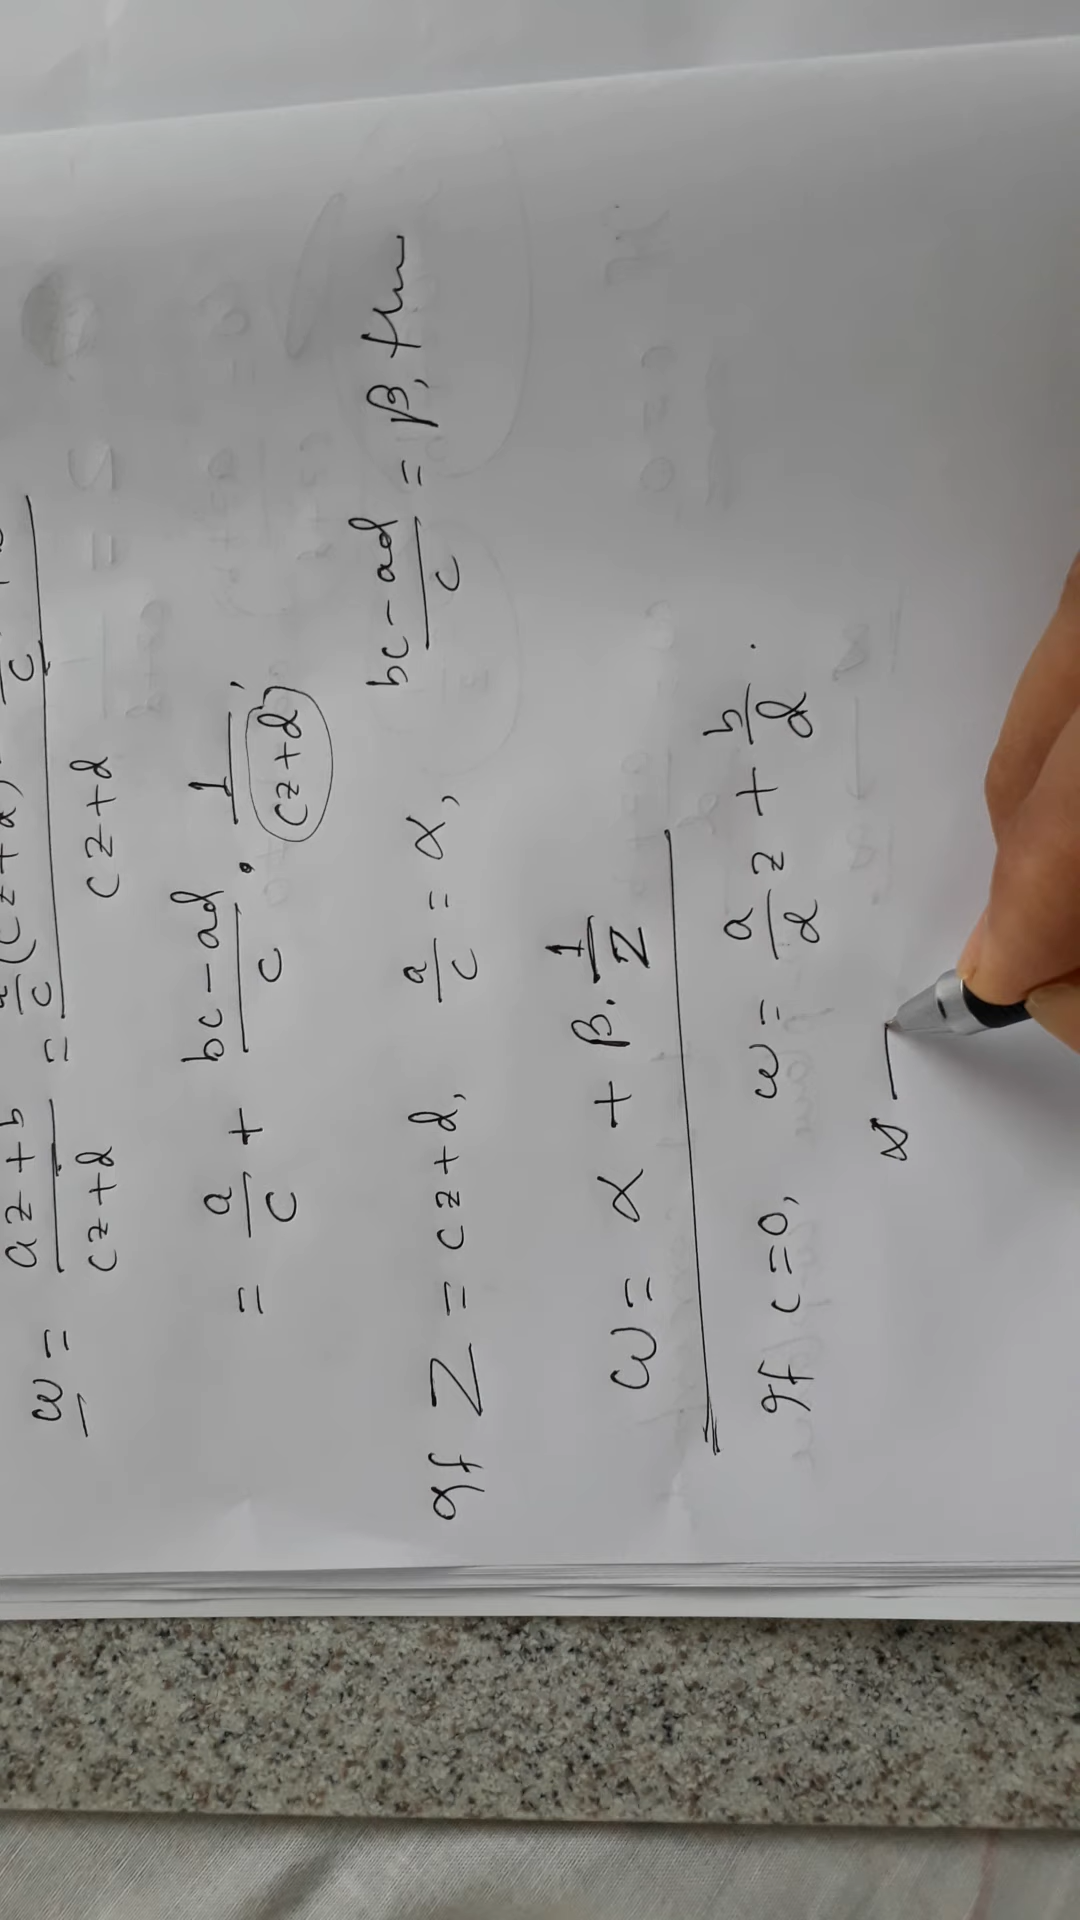 w = az+b / cz+d = a/c (cz+d) / cz+d
= a/c + bc-ad / c · 1 / (cz+d) ,
If Z = cz+d, a/c = α, bc-ad / c = β, then
w = α + β · 1/Z
If c=0, w = a/d z + b/d .